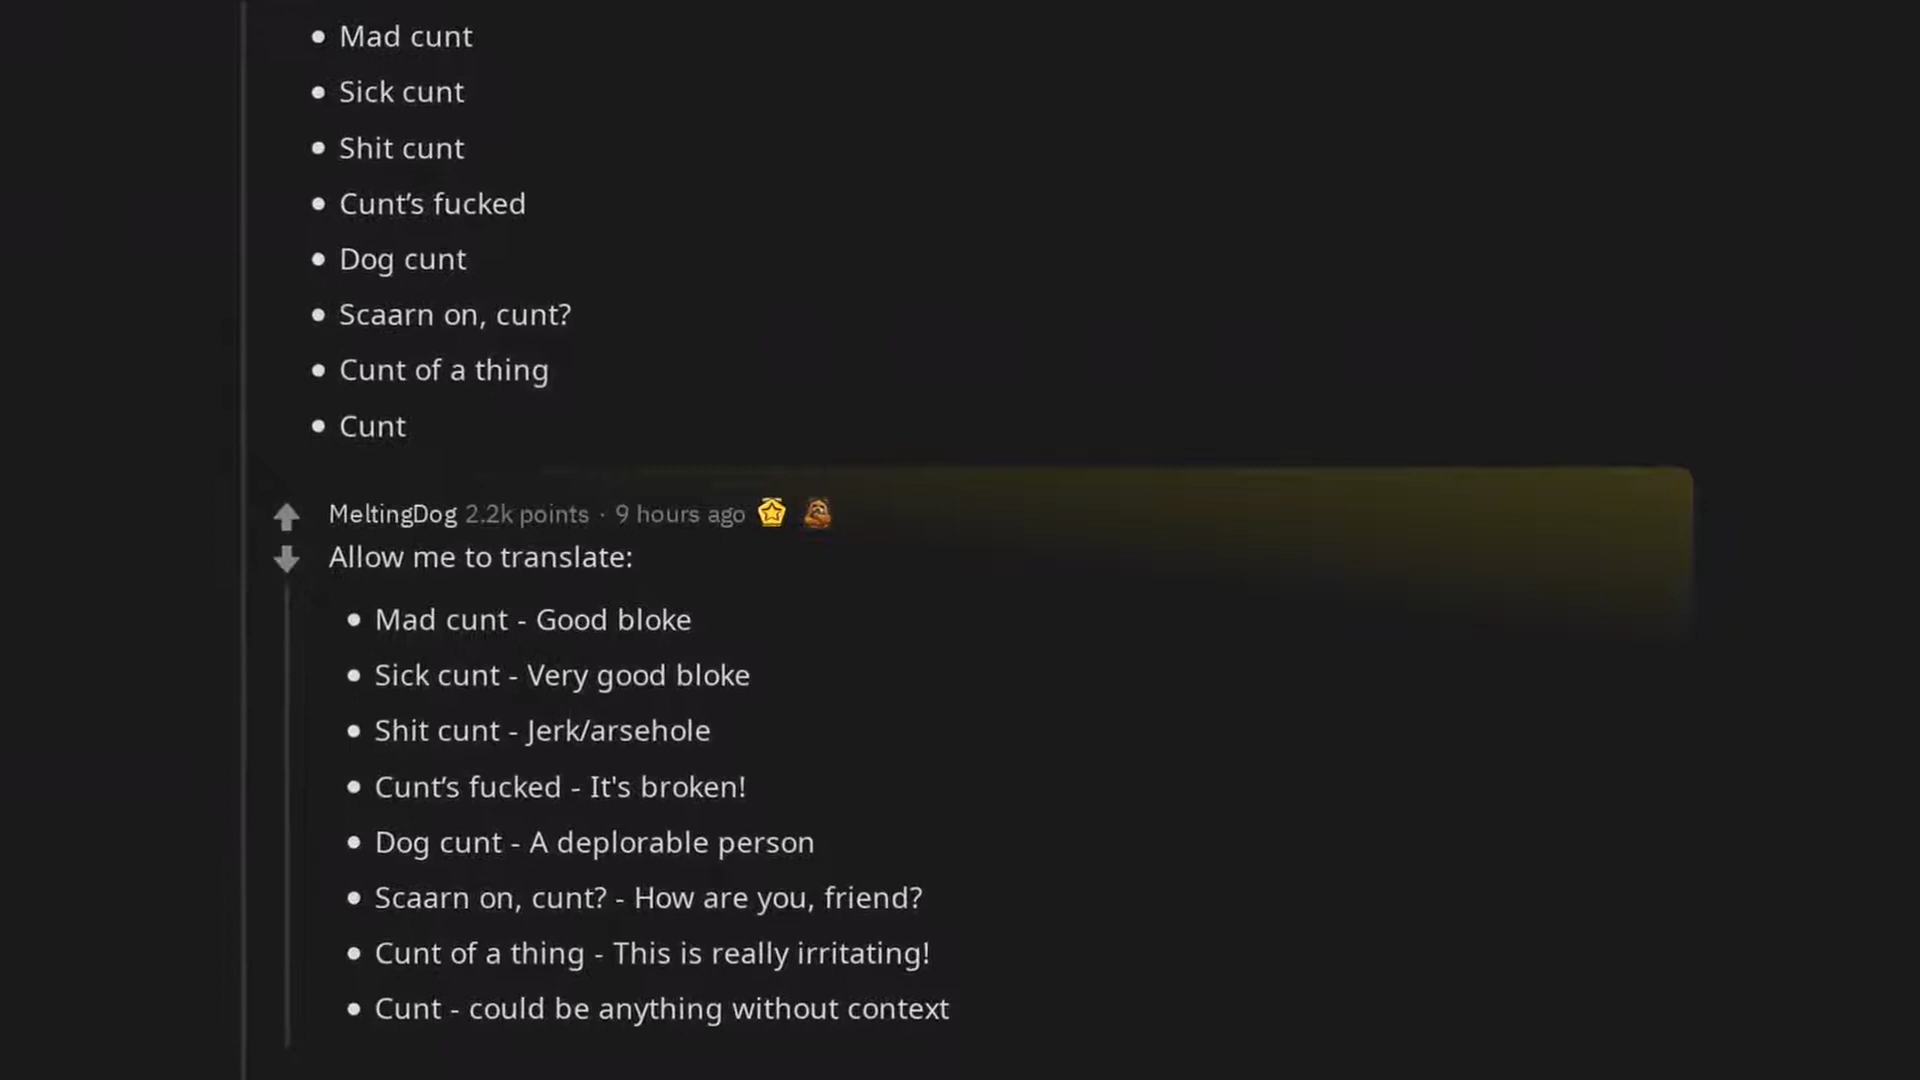 Mad cunt
Sick cunt
Shit cunt
Cunt’s fucked
Dog cunt
Scaarn on, cunt?
Cunt of a thing
Cunt
MeltingDog 2.2k points · 9 hours ago
Allow me to translate:
Mad cunt - Good bloke
Sick cunt - Very good bloke
Shit cunt - Jerk/arsehole
Cunt’s fucked - It's broken!
Dog cunt - A deplorable person
Scaarn on, cunt? - How are you, friend?
Cunt of a thing - This is really irritating!
Cunt - could be anything without context